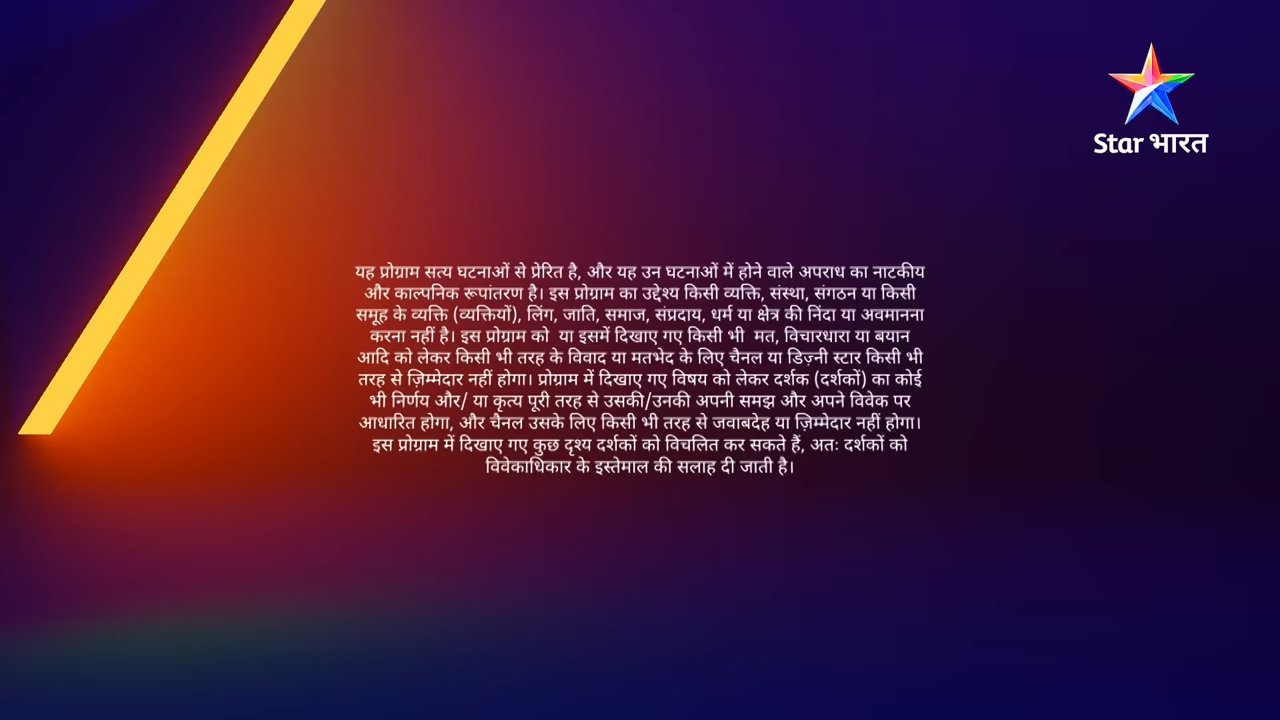 Star भारत
यह प्रोग्राम सत्य घटनाओं से प्रेरित है, और यह उन घटनाओं में होने वाले अपराध का नाटकीय
और काल्पनिक रूपांतरण है। इस प्रोग्राम का उद्देश्य किसी व्यक्ति, संस्था, संगठन या किसी
समूह के व्यक्ति (व्यक्तियों), लिंग, जाति, समाज, संप्रदाय, धर्म या क्षेत्र की निंदा या अवमानना
करना नहीं है। इस प्रोग्राम को  या इसमें दिखाए गए किसी भी  मत, विचारधारा या बयान
आदि को लेकर किसी भी तरह के विवाद या मतभेद के लिए चैनल या डिज़्नी स्टार किसी भी
तरह से ज़िम्मेदार नहीं होगा। प्रोग्राम में दिखाए गए विषय को लेकर दर्शक (दर्शकों) का कोई
भी निर्णय और/ या कृत्य पूरी तरह से उसकी/उनकी अपनी समझ और अपने विवेक पर
आधारित होगा, और चैनल उसके लिए किसी भी तरह से जवाबदेह या ज़िम्मेदार नहीं होगा।
इस प्रोग्राम में दिखाए गए कुछ दृश्य दर्शकों को विचलित कर सकते हैं, अतः दर्शकों को
विवेकाधिकार के इस्तेमाल की सलाह दी जाती है।